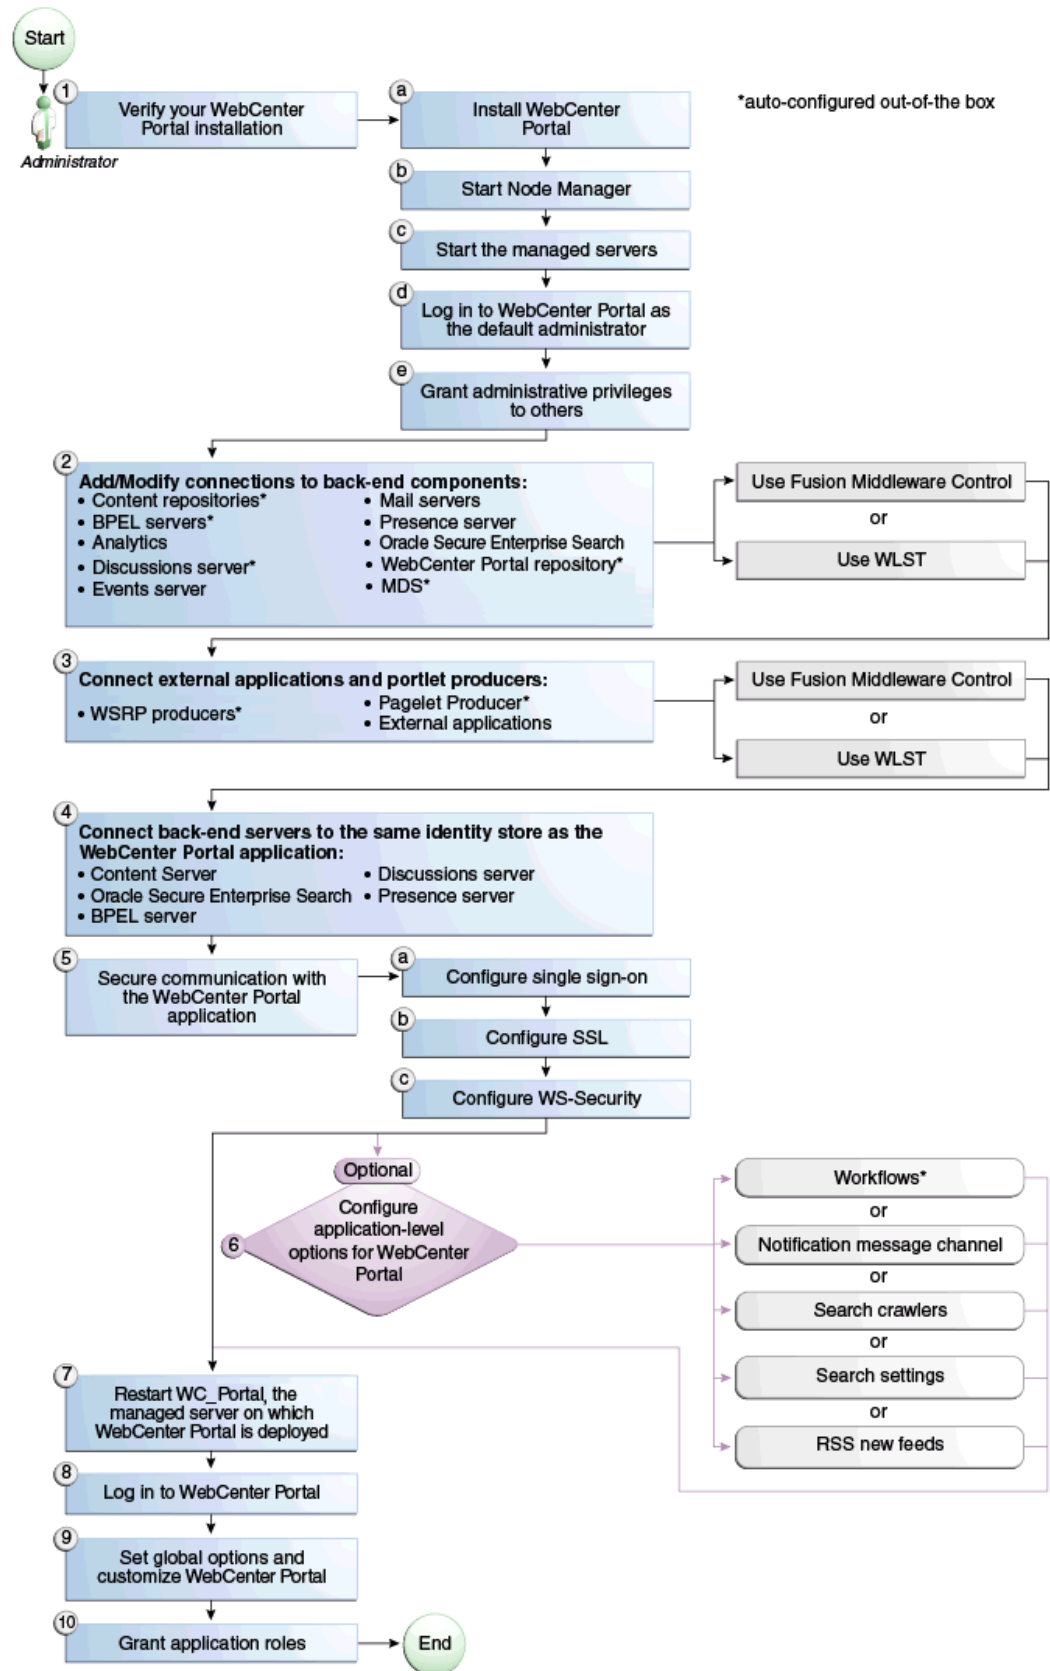 Start
Administrator
1
Verify your WebCenter
Portal installation
a
Install WebCenter
Portal
*auto-configured out-of-the box
b
Start Node Manager
c
Start the managed servers
d
Log in to WebCenter Portal as
the default administrator
e
Grant administrative privileges
to others
2
Add/Modify connections to back-end components:
• Content repositories*
• BPEL servers*
• Analytics
• Discussions server*
• Events server
• Mail servers
• Presence server
• Oracle Secure Enterprise Search
• WebCenter Portal repository*
• MDS*
Use Fusion Middleware Control
or
Use WLST
3
Connect external applications and portlet producers:
• WSRP producers*
• Pagelet Producer*
• External applications
Use Fusion Middleware Control
or
Use WLST
4
Connect back-end servers to the same identity store as the
WebCenter Portal application:
• Content Server
• Oracle Secure Enterprise Search
• BPEL server
• Discussions server
• Presence server
5
Secure communication with
the WebCenter Portal
application
a
Configure single sign-on
b
Configure SSL
c
Configure WS-Security
Optional
6
Configure
application-level
options for WebCenter
Portal
Workflows*
or
Notification message channel
or
Search crawlers
or
Search settings
or
RSS new feeds
7
Restart WC_Portal, the
managed server on which
WebCenter Portal is deployed
8
Log in to WebCenter Portal
9
Set global options and
customize WebCenter Portal
10
Grant application roles
End